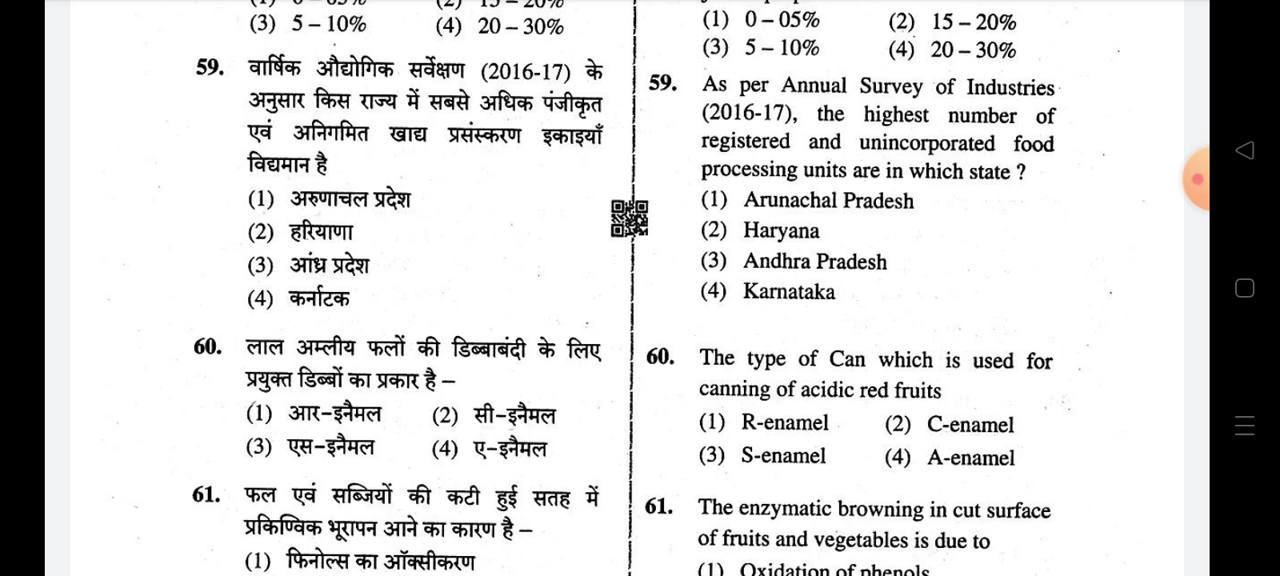 (3) 5 – 10% (4) 20 – 30%
59. वार्षिक औद्योगिक सर्वेक्षण (2016-17) के
अनुसार किस राज्य में सबसे अधिक पंजीकृत
एवं अनिगमित खाद्य प्रसंस्करण इकाइयाँ
विद्यमान है
(1) अरुणाचल प्रदेश
(2) हरियाणा
(3) आंध्र प्रदेश
(4) कर्नाटक
60. लाल अम्लीय फलों की डिब्बाबंदी के लिए
प्रयुक्त डिब्बों का प्रकार है –
(1) आर-इनैमल (2) सी-इनैमल
(3) एस-इनैमल (4) ए-इनैमल
61. फल एवं सब्जियों की कटी हुई सतह में
प्रकिण्विक भूरापन आने का कारण है –
(1) फिनोल्स का ऑक्सीकरण
(1) 0 – 05% (2) 15 – 20%
(3) 5 – 10% (4) 20 – 30%
59. As per Annual Survey of Industries
(2016-17), the highest number of
registered and unincorporated food
processing units are in which state ?
(1) Arunachal Pradesh
(2) Haryana
(3) Andhra Pradesh
(4) Karnataka
60. The type of Can which is used for
canning of acidic red fruits
(1) R-enamel (2) C-enamel
(3) S-enamel (4) A-enamel
61. The enzymatic browning in cut surface
of fruits and vegetables is due to
(1) Oxidation of phenols